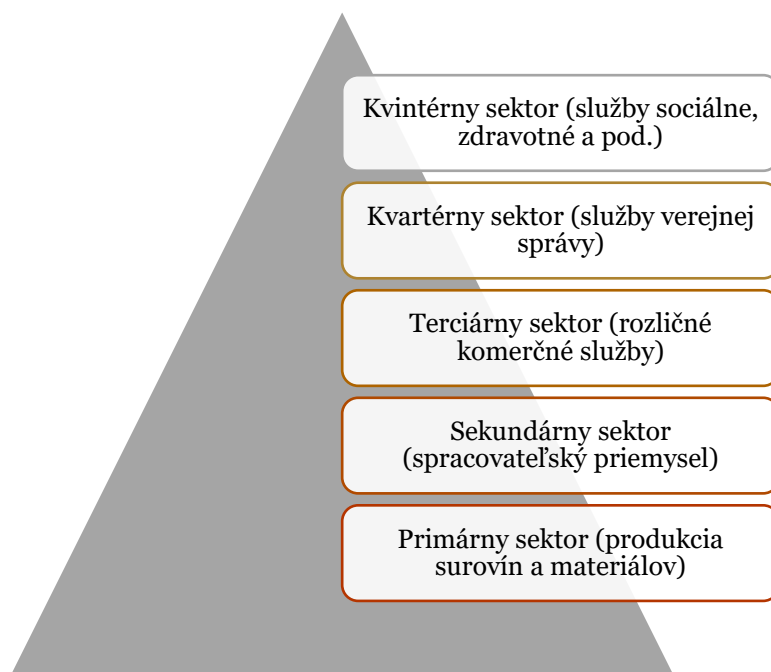 Kvintérny sektor (služby sociálne,
zdravotné a pod.)
Kvartérny sektor (služby verejnej
správy)
Terciárny sektor (rozličné
komerčné služby)
Sekundárny sektor
(spracovateľský priemysel)
Primárny sektor (produkcia
surovín a materiálov)